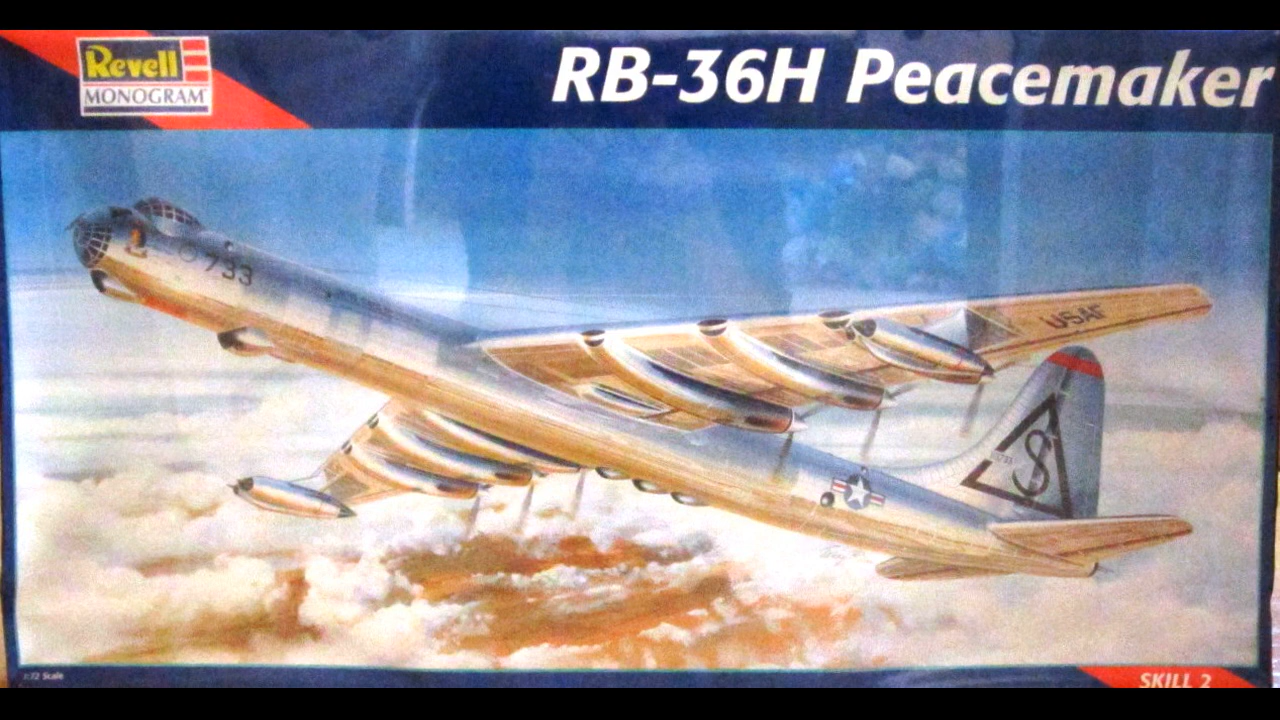 Revell
MONOGRAM
RB-36H Peacemaker
733
USAF
S
1:72 Scale
SKILL 2